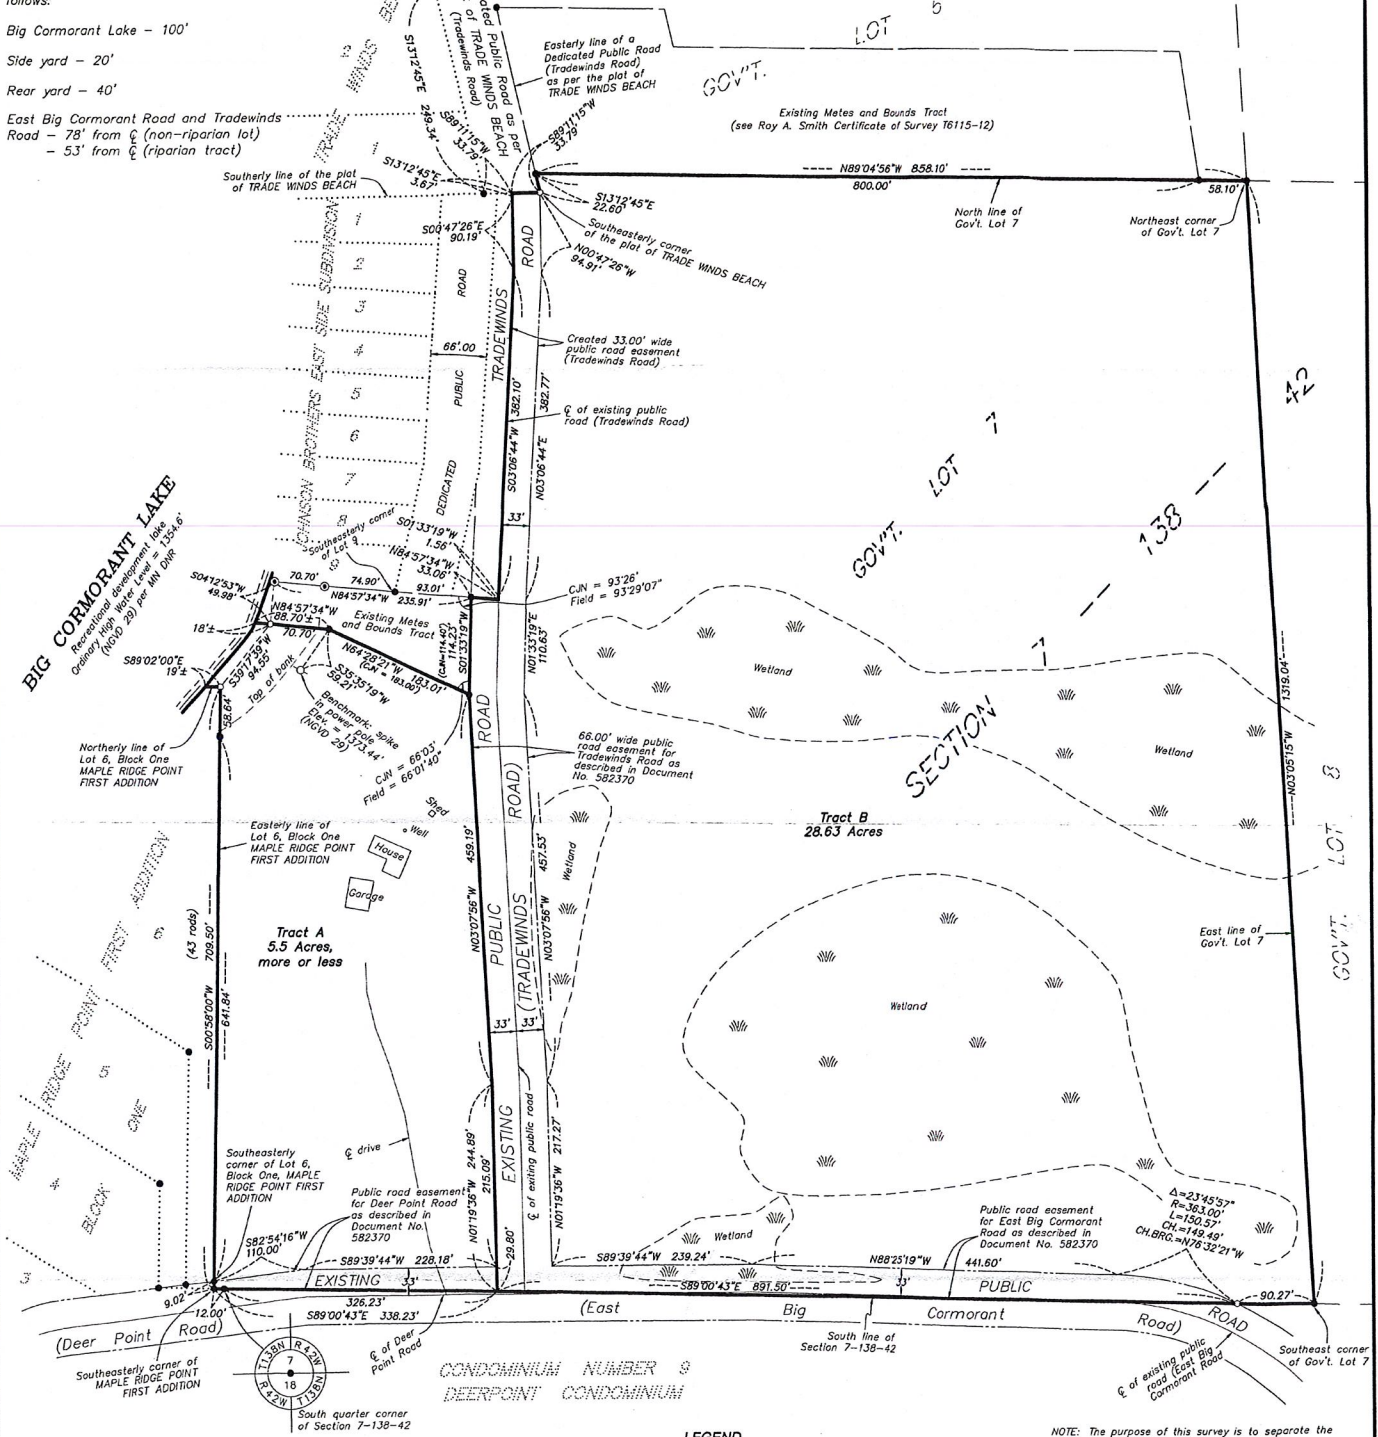 follows:
Big Cormorant Lake - 100'
Side yard - 20'
Rear yard - 40'
East Big Cormorant Road and Tradewinds
Road - 78' from ℄ (non-riparian lot)
- 53' from ℄ (riparian tract)
Southerly line of the plat
of TRADE WINDS BEACH
TRADE WINDS
2
1
S13°12'45"E 249.34'
ated Public Road as per
of TRADE WINDS BEACH
(Tradewinds Road)
S89°11'15"W
33.79'
S13°12'45"E
3.67'
Easterly line of a
Dedicated Public Road
(Tradewinds Road)
as per the plat of
TRADE WINDS BEACH
S89°11'15"W
33.79'
GOV'T. LOT 5
Existing Metes and Bounds Tract
(see Roy A. Smith Certificate of Survey T6115-12)
N89°04'56"W 858.10'
800.00'
58.10'
North line of
Gov't. Lot 7
Northeast corner
of Gov't. Lot 7
S13°12'45"E
22.60'
Southeasterly corner
of the plat of TRADE WINDS BEACH
N00°47'26"W
94.91'
S00°47'26"E
90.19'
JOHNSON BROTHERS EAST SIDE SUBDIVISION
1
2
3
4
5
6
7
8
9
66'.00
DEDICATED PUBLIC ROAD
TRADEWINDS ROAD
Created 33.00' wide
public road easement
(Tradewinds Road)
℄ of existing public
road (Tradewinds Road)
S03°06'44"W 382.10'
N03°06'44"E 382.77'
33'
GOV'T. LOT 7
SECTION 7 - 138 - 42
BIG CORMORANT LAKE
Recreational development lake
Ordinary High Water Level = 1354.6'
(NGVD 29) per MN DNR
Southeasterly corner
of Lot 9
S01°33'19"W
1.56'
N84°57'34"W
33.06'
S04°12'53"W
49.98'
70.70'
74.90'
93.01'
N84°57'34"W 235.91'
CJN = 93°26'
Field = 93°29'07"
N84°57'34"W
88.70'±
70.70'
Existing Metes
and Bounds Tract
18'±
S89°02'00"E
19'±
S39°17'39"W
94.55'
Top of bank
N64°28'21"W 183.01'
(CJN = 183.00')
S35°35'19"W
59.21'
Benchmark: spike
in power pole
Elev. = 1373.44'
(NGVD 29)
(CJN=114.40')
114.23'
S01°33'19"W
N01°33'19"E
110.63'
58.64'
CJN = 66°03'
Field = 66°01'40"
Northerly line of
Lot 6, Block One
MAPLE RIDGE POINT
FIRST ADDITION
66.00' wide public
road easement for
Tradewinds Road as
described in Document
No. 582370
Wetland
Wetland
N03°05'15"W 1319.04'
Easterly line of
Lot 6, Block One
MAPLE RIDGE POINT
FIRST ADDITION
Shed
Well
House
Garage
Tract B
28.63 Acres
Wetland
N03°07'56"W 459.19'
N03°07'56"W 457.53'
GOV'T. LOT 8
East line of
Gov't. Lot 7
Tract A
5.5 Acres,
more or less
(43 rods)
S00°58'00"W 709.50'
641.84'
MAPLE RIDGE POINT FIRST ADDITION
BLOCK ONE
6
5
4
3
EXISTING PUBLIC ROAD
(TRADEWINDS ROAD)
33'
33'
Wetland
℄ of exiting public road
℄ drive
Southeasterly
corner of Lot 6,
Block One, MAPLE
RIDGE POINT FIRST
ADDITION
Public road easement
for Deer Point Road
as described in
Document No.
582370
N01°19'36"W 244.89'
215.09'
29.80'
N01°19'36"W 217.27'
Wetland
Public road easement
for East Big Cormorant
Road as described in
Document No. 582370
Δ=23°45'57"
R=363.00'
L=150.57'
CH.=149.49'
CH.BRG.=N76°32'21"W
S82°54'16"W
110.00'
S89°39'44"W 228.18'
S89°39'44"W 239.24'
N88°25'19"W 441.60'
EXISTING
33'
S89°00'43"E 891.50'
33'
PUBLIC
ROAD
90.27'
9.02'
12.00'
326.23'
S89°00'43"E 338.23'
(Deer Point Road)
(East Big Cormorant Road)
South line of
Section 7-138-42
Southeast corner
of Gov't. Lot 7
℄ of existing public
road (East Big
Cormorant Road
Southeasterly corner of
MAPLE RIDGE POINT
FIRST ADDITION
T138N R42W
7
18
R42W T138N
℄ of Deer
Point Road
South quarter corner
of Section 7-138-42
CONDOMINIUM NUMBER 9
DEERPOINT CONDOMINIUM
LEGEND
NOTE: The purpose of this survey is to separate the